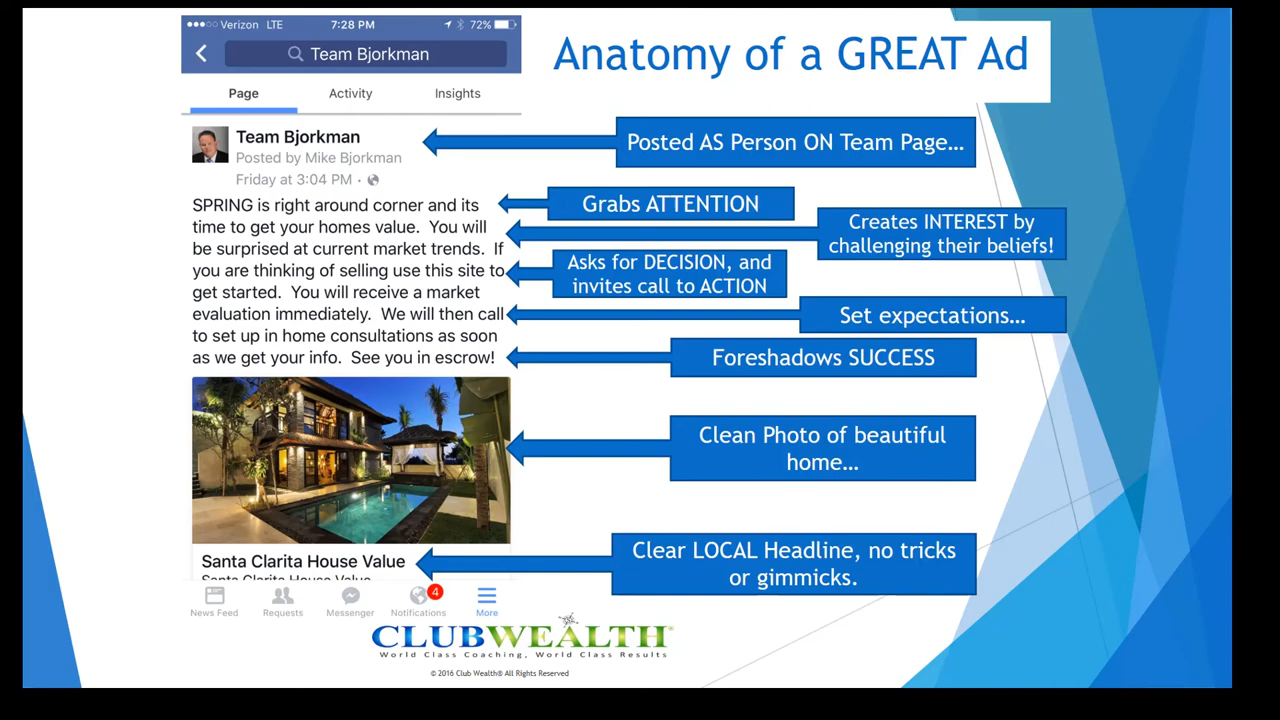 Verizon LTE 7:28 PM 72%
Team Bjorkman
Page Activity Insights
Team Bjorkman
Posted by Mike Bjorkman
Friday at 3:04 PM ·
SPRING is right around corner and its
time to get your homes value. You will
be surprised at current market trends. If
you are thinking of selling use this site to
get started. You will receive a market
evaluation immediately. We will then call
to set up in home consultations as soon
as we get your info. See you in escrow!
Santa Clarita House Value
Santa Clarita House Value
News Feed Requests Messenger Notifications More
4
Anatomy of a GREAT Ad
Posted AS Person ON Team Page...
Grabs ATTENTION
Creates INTEREST by
challenging their beliefs!
Asks for DECISION, and
invites call to ACTION
Set expectations...
Foreshadows SUCCESS
Clean Photo of beautiful
home...
Clear LOCAL Headline, no tricks
or gimmicks.
CLUBWEALTH®
World Class Coaching, World Class Results
© 2016 Club Wealth® All Rights Reserved